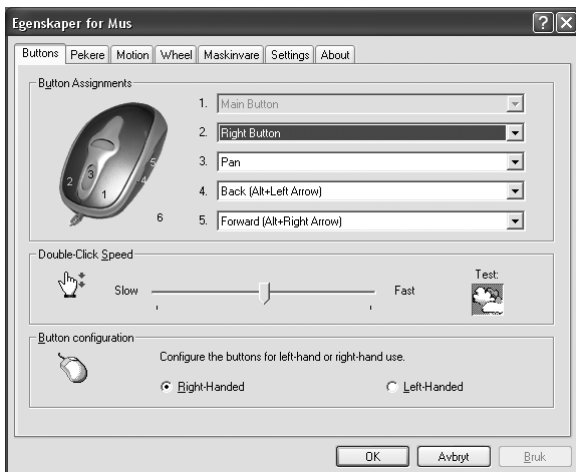 Egenskaper for Mus
Buttons Pekere Motion Wheel Maskinvare Settings About
Button Assignments
1. Main Button
2. Right Button
3. Pan
4. Back (Alt+Left Arrow)
5. Forward (Alt+Right Arrow)
5
2 3 4
1
6
Double-Click Speed
Slow Fast Test:
Button configuration
Configure the buttons for left-hand or right-hand use.
Right-Handed Left-Handed
OK Avbryt Bruk